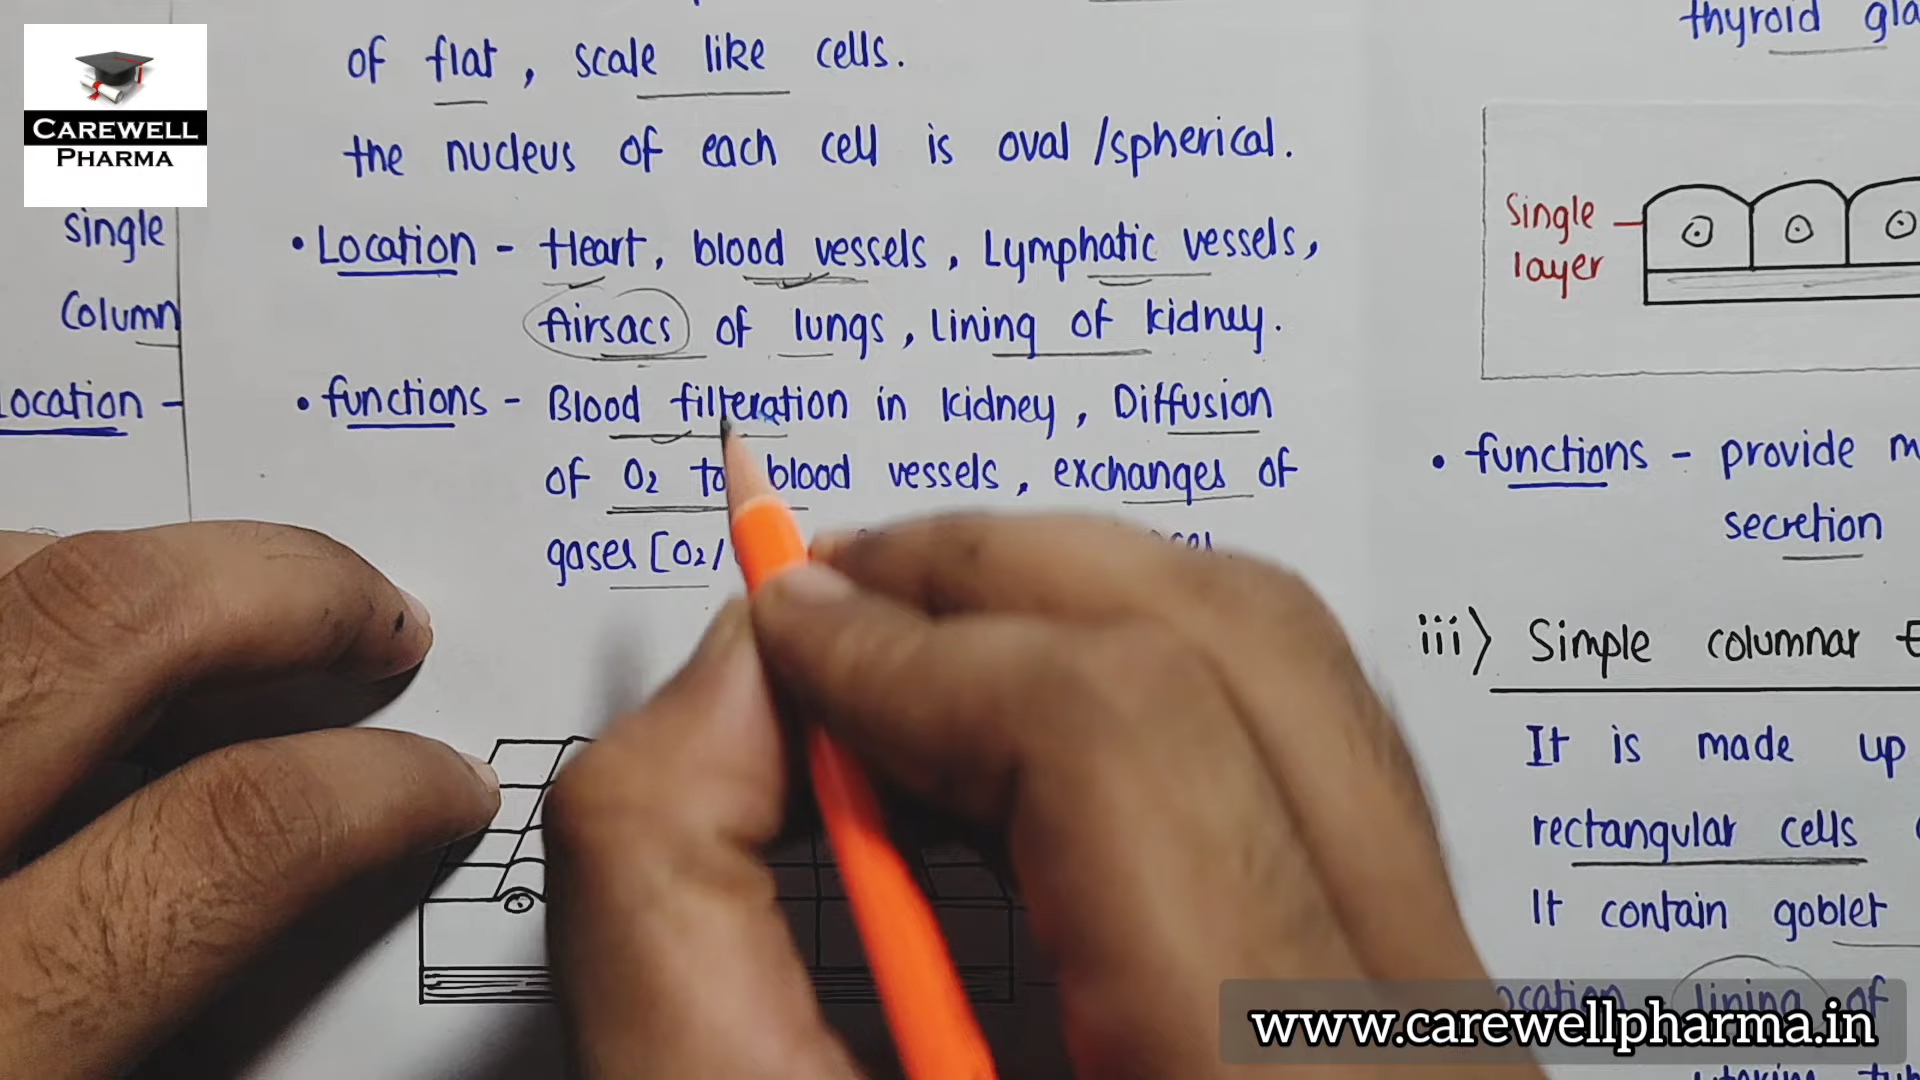 CAREWELL
PHARMA
single
Column
Location -
of flat, scale like cells.
the nucleus of each cell is oval /spherical.
• Location - Heart, blood vessels, Lymphatic vessels,
Airsacs of lungs, Lining of kidney.
• functions - Blood filteration in kidney, Diffusion
of O2 to blood vessels, exchanges of
gases [O2/
thyroid
Single
layer
• functions - provide
secretion
iii) Simple columnar
It is made up
rectangular cells
It contain goblet
lining of
www.carewellpharma.in